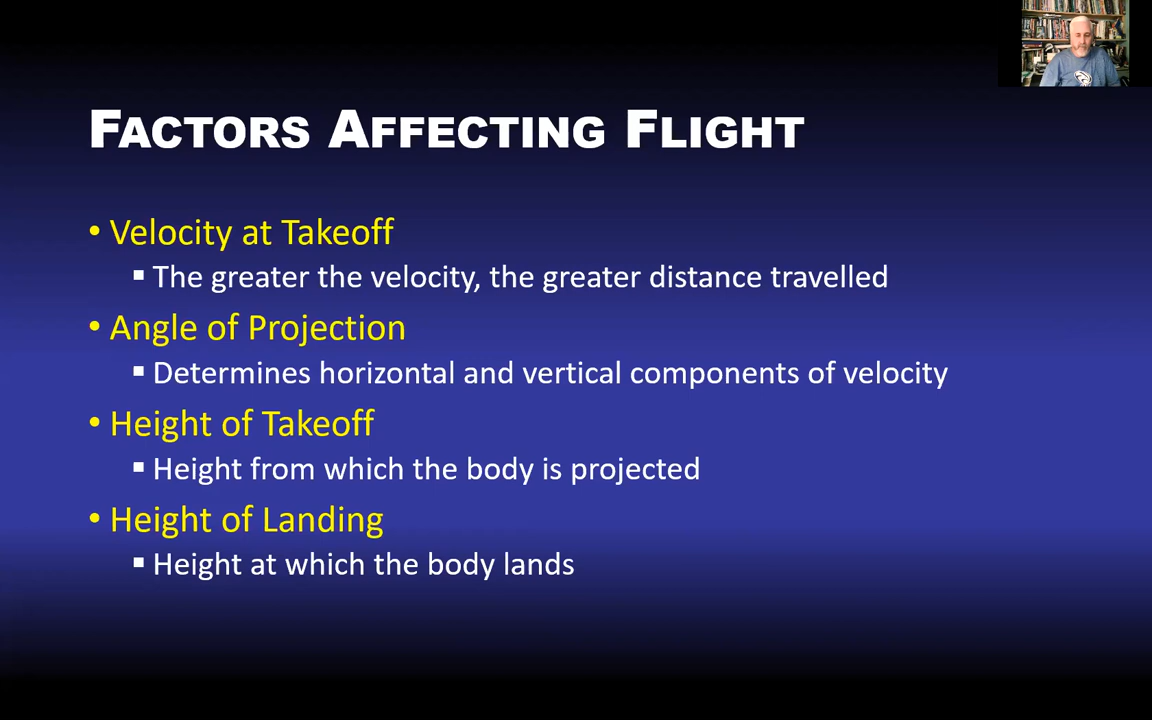 FACTORS AFFECTING FLIGHT
• Velocity at Takeoff
▪ The greater the velocity, the greater distance travelled
• Angle of Projection
▪ Determines horizontal and vertical components of velocity
• Height of Takeoff
▪ Height from which the body is projected
• Height of Landing
▪ Height at which the body lands